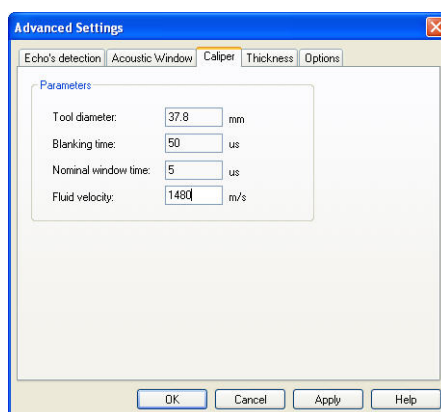 Advanced Settings
Echo's detection Acoustic Window Caliper Thickness Options
Parameters
Tool diameter: 37.8 mm
Blanking time: 50 us
Nominal window time: 5 us
Fluid velocity: 1480 m/s
OK Cancel Apply Help